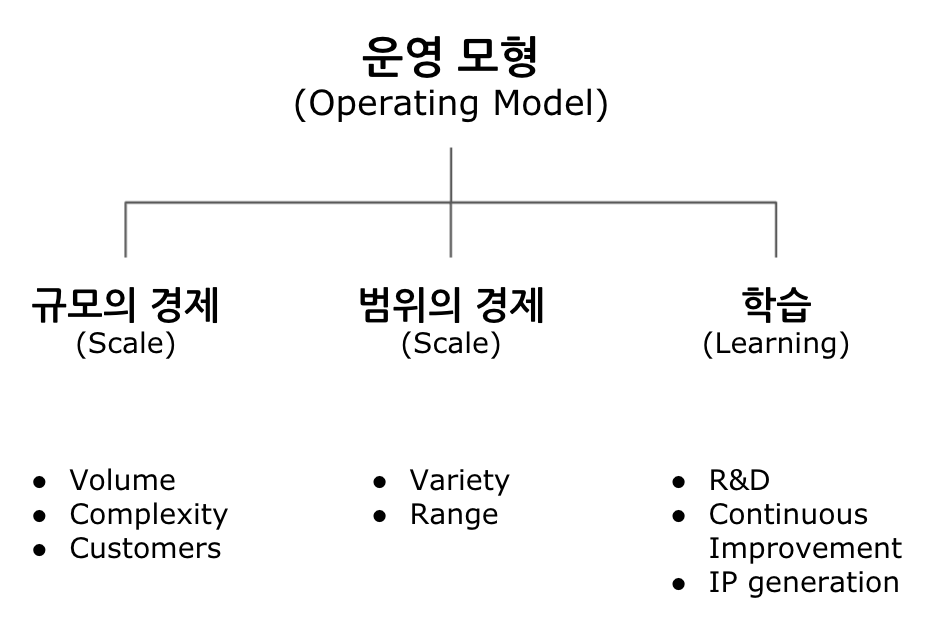 운영 모형
(Operating Model)
규모의 경제
(Scale)
범위의 경제
(Scale)
학습
(Learning)
● Volume
● Complexity
● Customers
● Variety
● Range
● R&D
● Continuous
Improvement
● IP generation